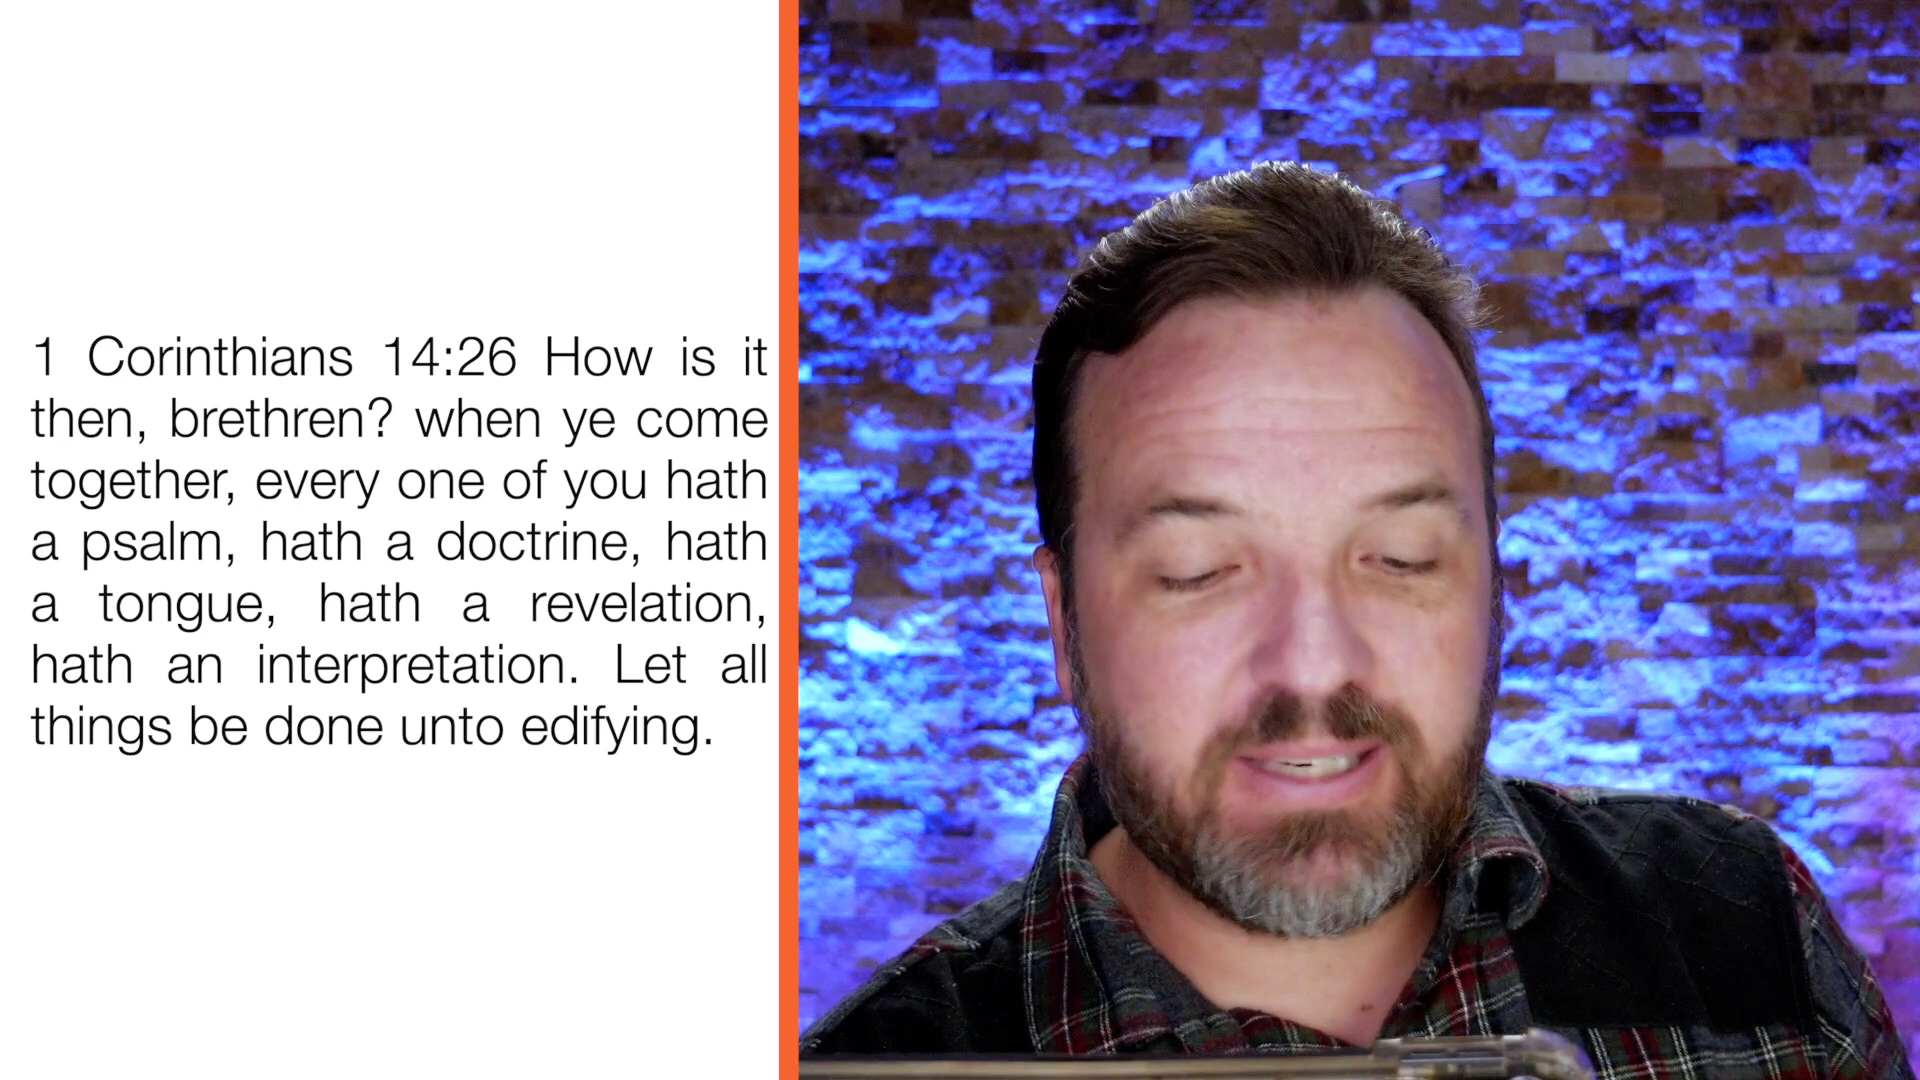 1 Corinthians 14:26 How is it
then, brethren? when ye come
together, every one of you hath
a psalm, hath a doctrine, hath
a tongue, hath a revelation,
hath an interpretation. Let all
things be done unto edifying.